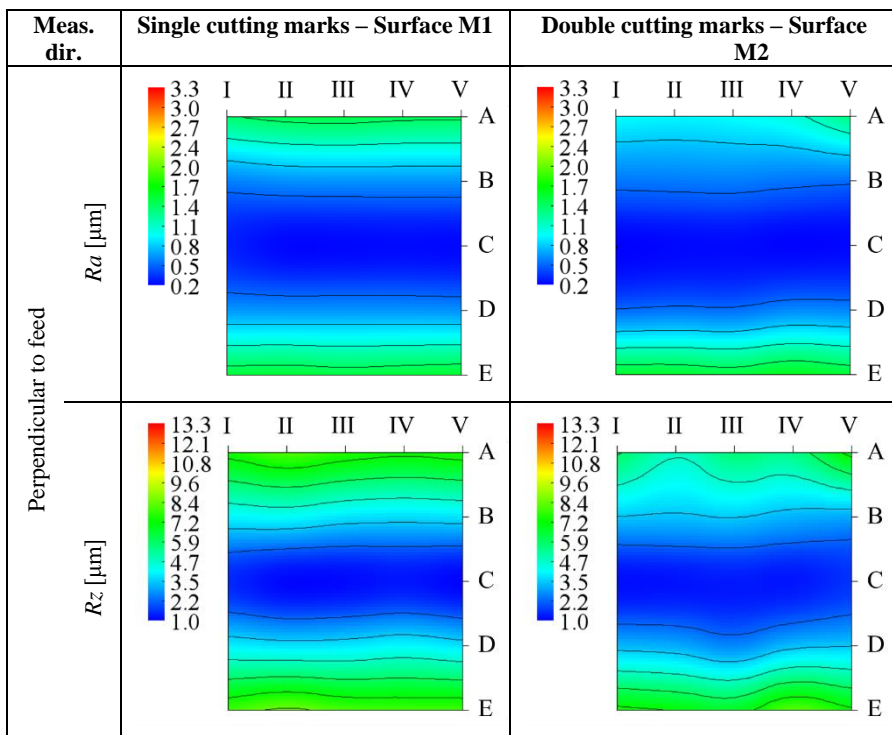 Meas. dir.
Single cutting marks – Surface M1
Double cutting marks – Surface M2
Perpendicular to feed
Ra [µm]
I II III IV V
3.3
3.0
2.7
2.4
2.0
1.7
1.4
1.1
0.8
0.5
0.2
A
B
C
D
E
I II III IV V
3.3
3.0
2.7
2.4
2.0
1.7
1.4
1.1
0.8
0.5
0.2
A
B
C
D
E
Rz [µm]
I II III IV V
13.3
12.1
10.8
9.6
8.4
7.2
5.9
4.7
3.5
2.2
1.0
A
B
C
D
E
I II III IV V
13.3
12.1
10.8
9.6
8.4
7.2
5.9
4.7
3.5
2.2
1.0
A
B
C
D
E